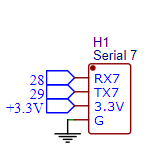 H1
Serial 7
28 RX7
29 TX7
+3.3V 3.3V
G